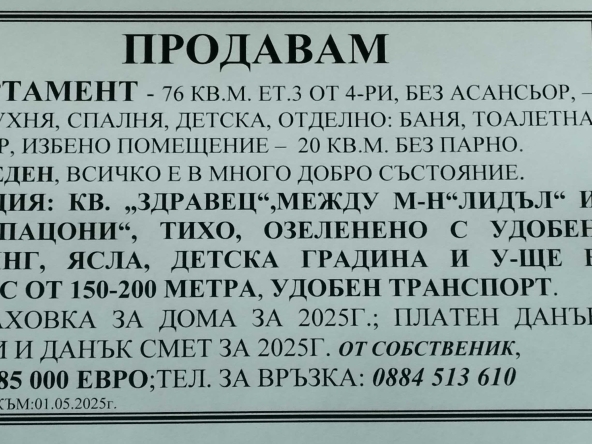 ПРОДАВАМ
РТАМЕНТ - 76 КВ.М. ЕТ.3 ОТ 4-РИ, БЕЗ АСАНСЬОР, –
УХНЯ, СПАЛНЯ, ДЕТСКА, ОТДЕЛНО: БАНЯ, ТОАЛЕТНА
Р, ИЗБЕНО ПОМЕЩЕНИЕ – 20 КВ.М. БЕЗ ПАРНО.
ЕДЕН, ВСИЧКО Е В МНОГО ДОБРО СЪСТОЯНИЕ.
ЦИЯ: КВ. „ЗДРАВЕЦ“,МЕЖДУ М-Н“ЛИДЪЛ“ И
ПАЦОНИ“, ТИХО, ОЗЕЛЕНЕНО С УДОБЕН
ИНГ, ЯСЛА, ДЕТСКА ГРАДИНА И У-ЩЕ В
С ОТ 150-200 МЕТРА, УДОБЕН ТРАНСПОРТ.
АХОВКА ЗА ДОМА ЗА 2025Г.; ПЛАТЕН ДАНЪК
И И ДАНЪК СМЕТ ЗА 2025Г. ОТ СОБСТВЕНИК,
85 000 ЕВРО;ТЕЛ. ЗА ВРЪЗКА: 0884 513 610
КЪМ:01.05.2025г.